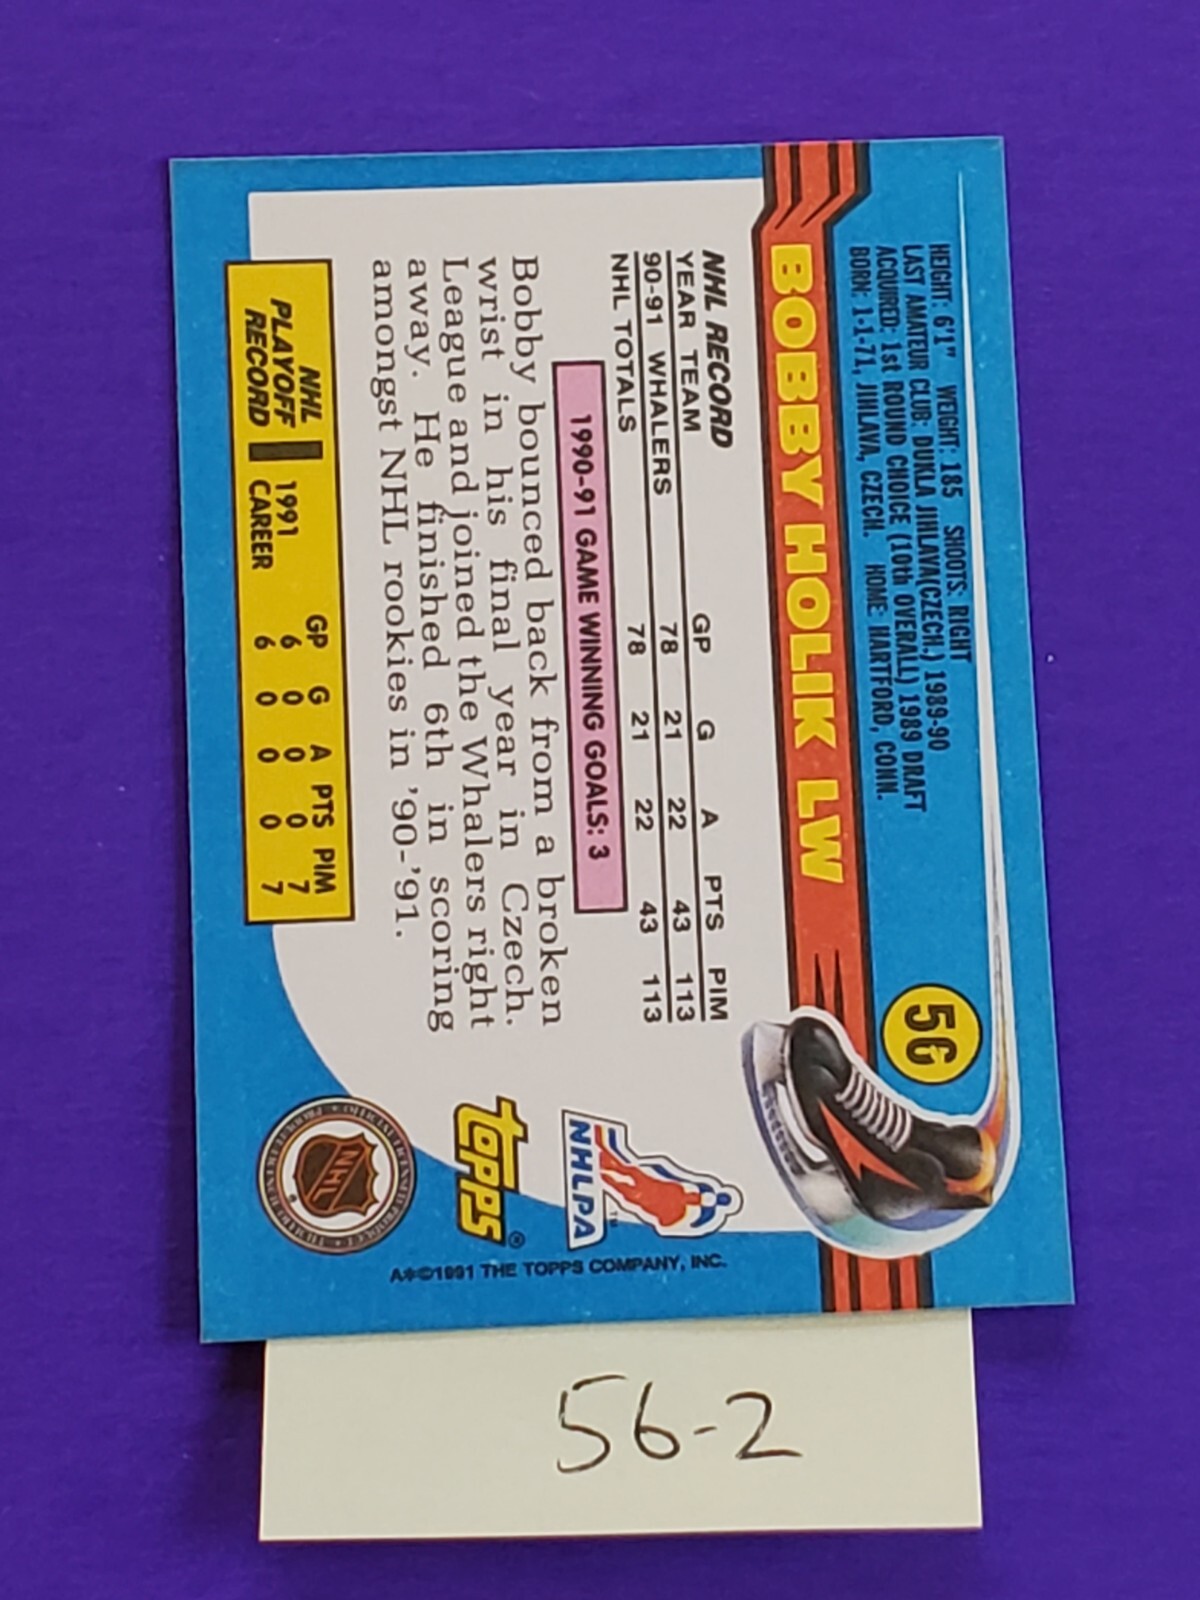 56
HEIGHT: 6'1" WEIGHT: 185 SHOOTS: RIGHT
LAST AMATEUR CLUB: DUKLA JIHLAVA(CZECH.) 1989-90
ACQUIRED: 1st ROUND CHOICE (10th OVERALL) 1989 DRAFT
BORN: 1-1-71, JIHLAVA, CZECH. HOME: HARTFORD, CONN.
BOBBY HOLIK LW
NHL RECORD
YEAR TEAM GP G A PTS PIM
90-91 WHALERS 78 21 22 43 113
NHL TOTALS 78 21 22 43 113
1990-91 GAME WINNING GOALS: 3
Bobby bounced back from a broken
wrist in his final year in Czech.
League and joined the Whalers right
away. He finished 6th in scoring
amongst NHL rookies in '90-'91.
NHL
PLAYOFF
RECORD
GP G A PTS PIM
1991 6 0 0 0 7
CAREER 6 0 0 0 7
NHLPA™
topps®
NHL
A✻©1991 THE TOPPS COMPANY, INC.
56-2